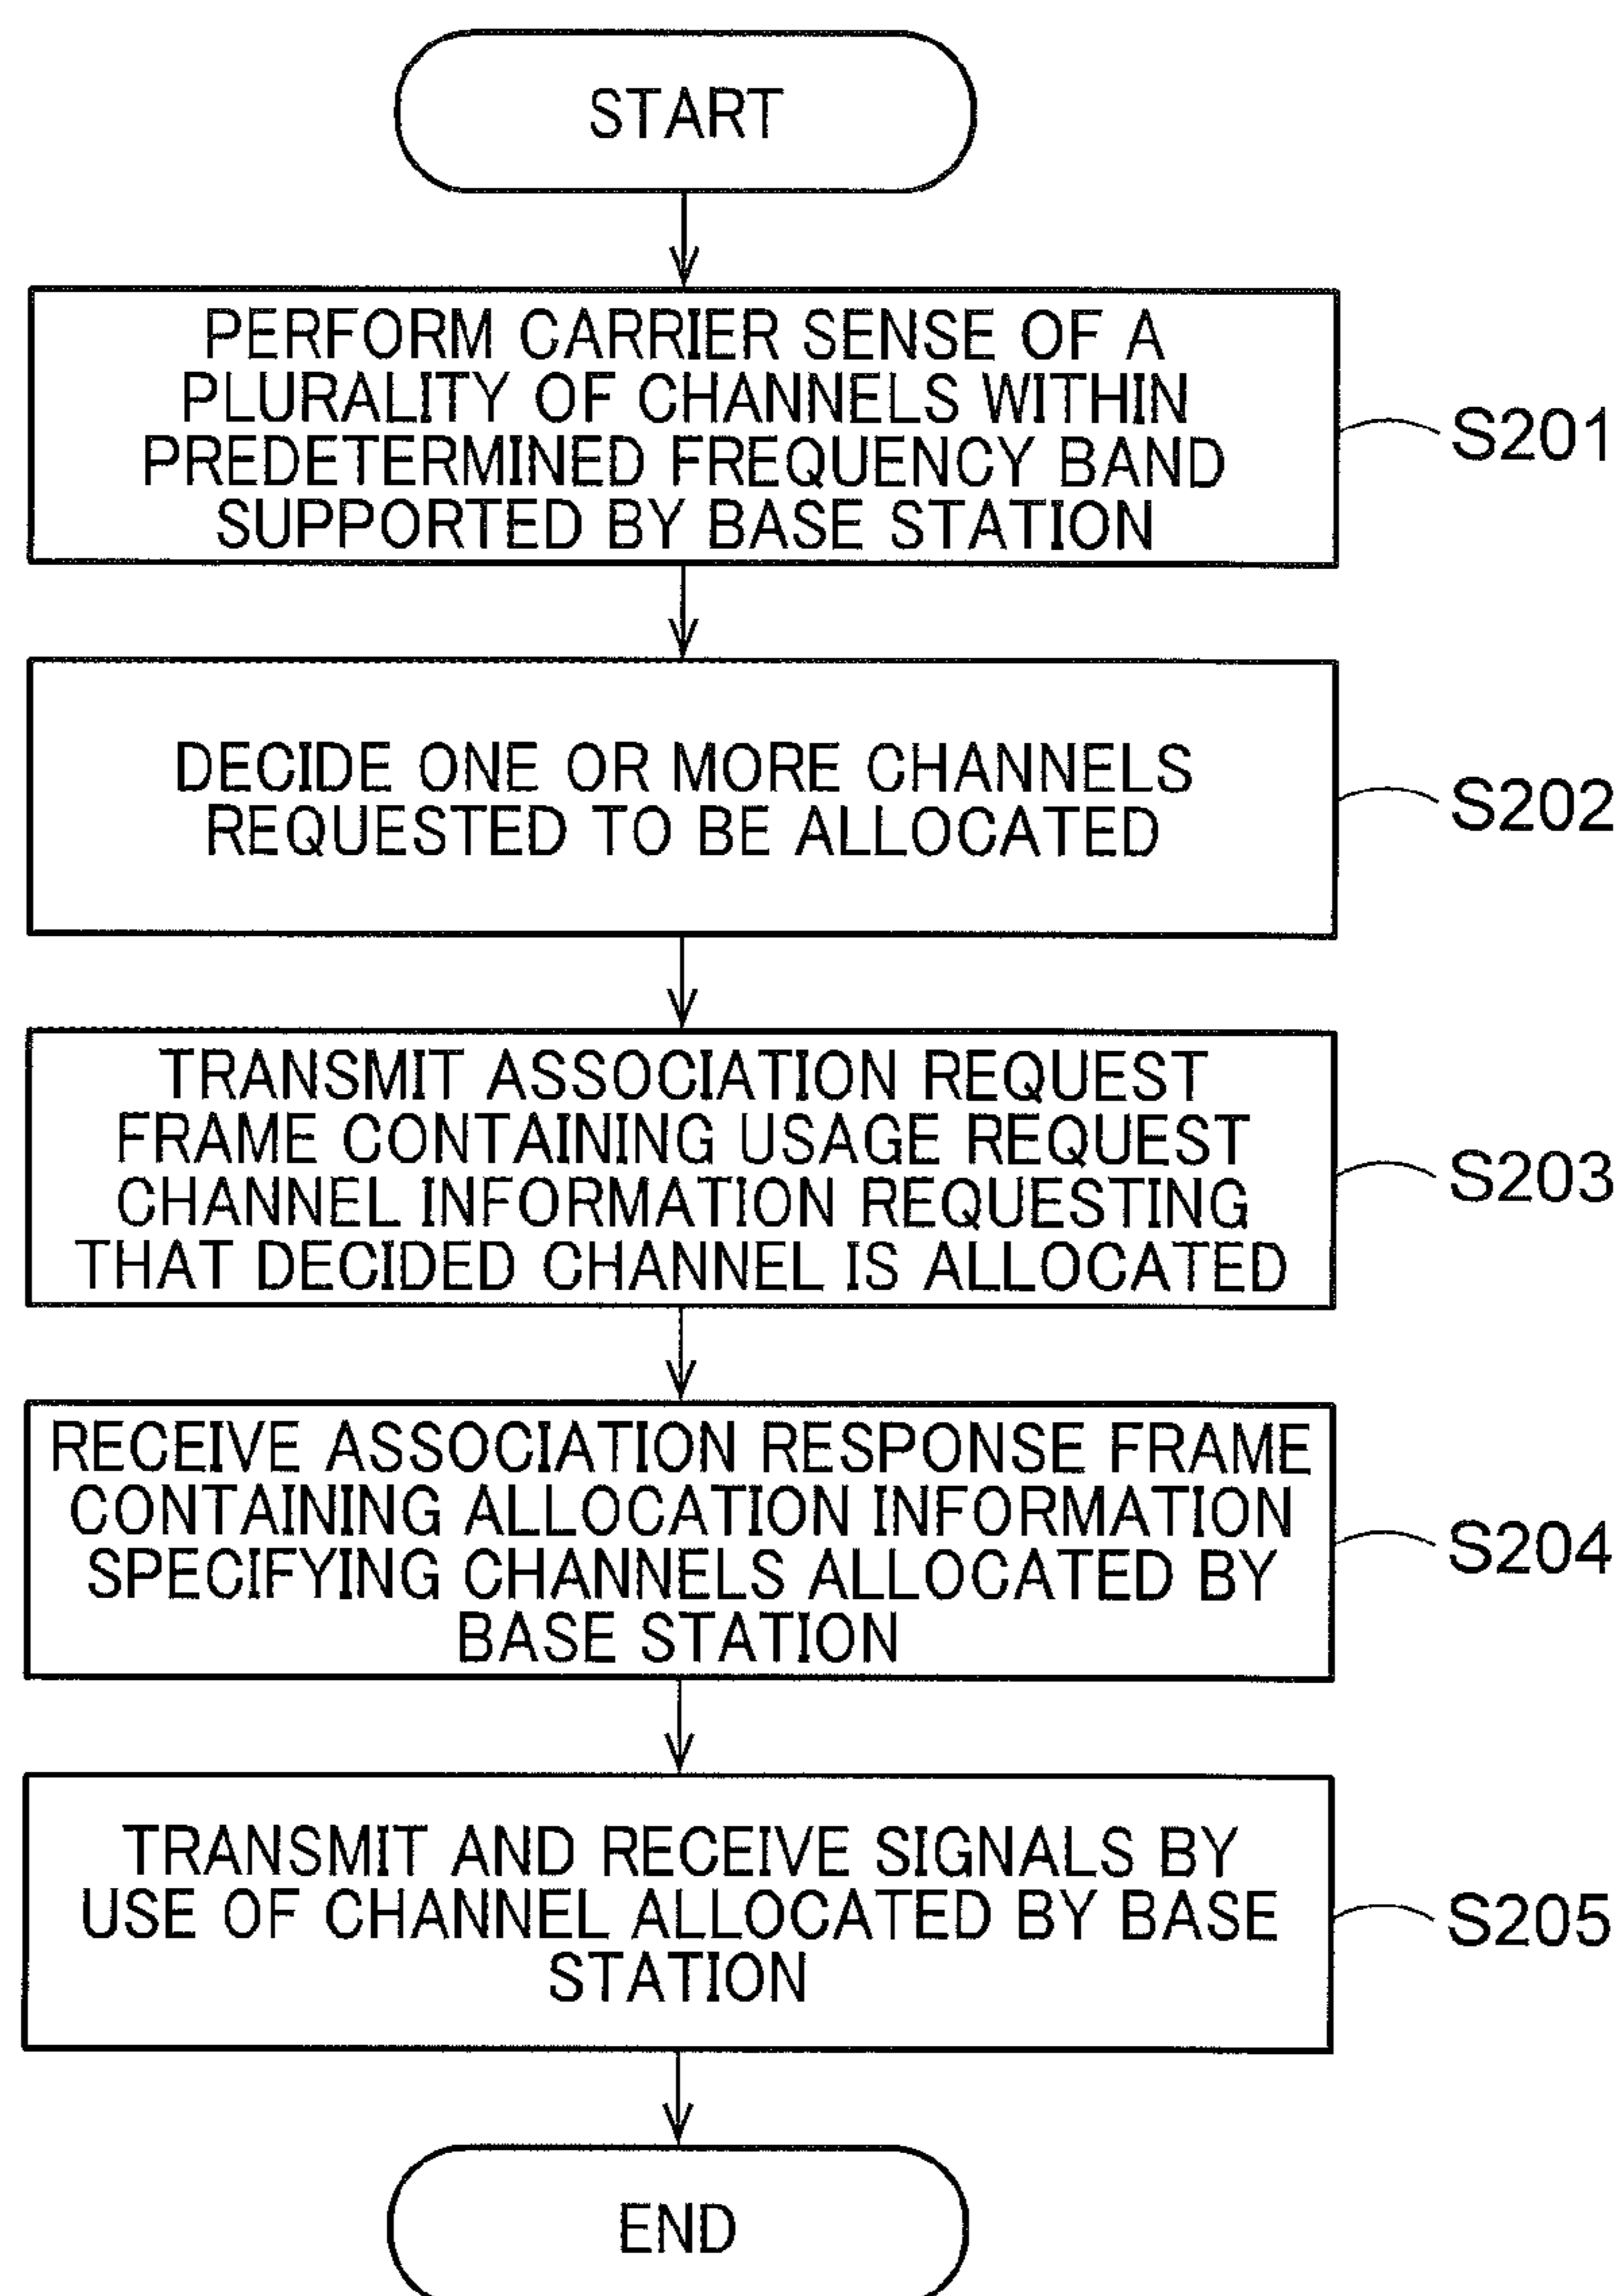 START
PERFORM CARRIER SENSE OF A
PLURALITY OF CHANNELS WITHIN
PREDETERMINED FREQUENCY BAND
SUPPORTED BY BASE STATION
S201
DECIDE ONE OR MORE CHANNELS
REQUESTED TO BE ALLOCATED
S202
TRANSMIT ASSOCIATION REQUEST
FRAME CONTAINING USAGE REQUEST
CHANNEL INFORMATION REQUESTING
THAT DECIDED CHANNEL IS ALLOCATED
S203
RECEIVE ASSOCIATION RESPONSE FRAME
CONTAINING ALLOCATION INFORMATION
SPECIFYING CHANNELS ALLOCATED BY
BASE STATION
S204
TRANSMIT AND RECEIVE SIGNALS BY
USE OF CHANNEL ALLOCATED BY BASE
STATION
S205
END